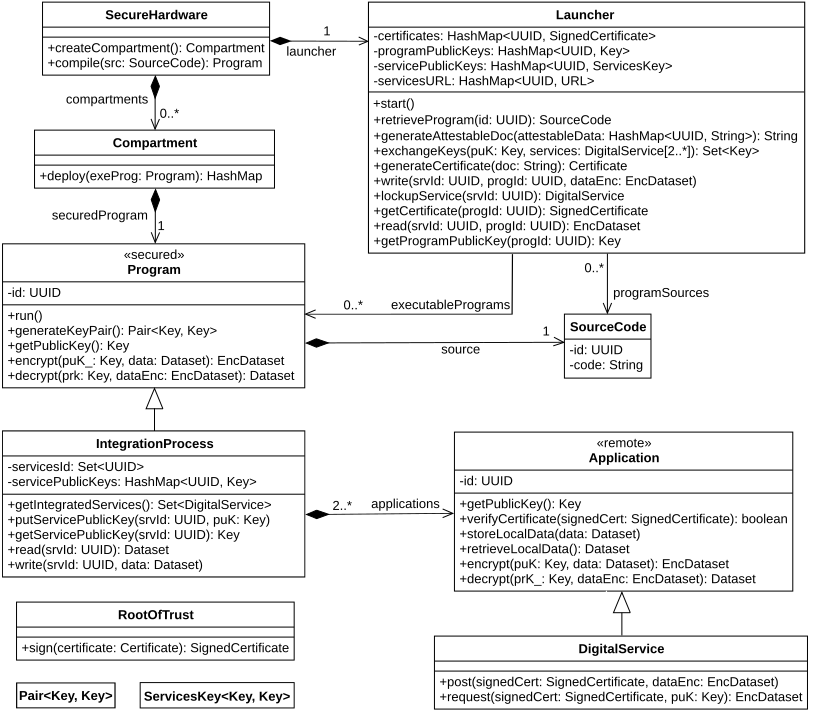 SecureHardware
+createCompartment(): Compartment
+compile(src: SourceCode): Program
1
launcher
Launcher
-certificates: HashMap<UUID, SignedCertificate>
-programPublicKeys: HashMap<UUID, Key>
-servicePublicKeys: HashMap<UUID, ServicesKey>
-servicesURL: HashMap<UUID, URL>
+start()
+retrieveProgram(id: UUID): SourceCode
+generateAttestableDoc(attestableData: HashMap<UUID, String>): String
+exchangeKeys(puK: Key, services: DigitalService[2..*]): Set<Key>
+generateCertificate(doc: String): Certificate
+write(srvId: UUID, progId: UUID, dataEnc: EncDataset)
+lockupService(srvId: UUID): DigitalService
+getCertificate(progId: UUID): SignedCertificate
+read(srvId: UUID, progId: UUID): EncDataset
+getProgramPublicKey(progId: UUID): Key
compartments
0..*
Compartment
+deploy(exeProg: Program): HashMap
securedProgram
1
«secured»
Program
-id: UUID
+run()
+generateKeyPair(): Pair<Key, Key>
+getPublicKey(): Key
+encrypt(puK_: Key, data: Dataset): EncDataset
+decrypt(prk: Key, dataEnc: EncDataset): Dataset
0..*
executablePrograms
0..*
programSources
source
1
SourceCode
-id: UUID
-code: String
IntegrationProcess
-servicesId: Set<UUID>
-servicePublicKeys: HashMap<UUID, Key>
+getIntegratedServices(): Set<DigitalService>
+putServicePublicKey(srvId: UUID, puK: Key)
+getServicePublicKey(srvId: UUID): Key
+read(srvId: UUID): Dataset
+write(srvId: UUID, data: Dataset)
2..*
applications
«remote»
Application
-id: UUID
+getPublicKey(): Key
+verifyCertificate(signedCert: SignedCertificate): boolean
+storeLocalData(data: Dataset)
+retrieveLocalData(): Dataset
+encrypt(puK: Key, data: Dataset): EncDataset
+decrypt(prK_: Key, dataEnc: EncDataset): Dataset
RootOfTrust
+sign(certificate: Certificate): SignedCertificate
DigitalService
+post(signedCert: SignedCertificate, dataEnc: EncDataset)
+request(signedCert: SignedCertificate, puK: Key): EncDataset
Pair<Key, Key>
ServicesKey<Key, Key>